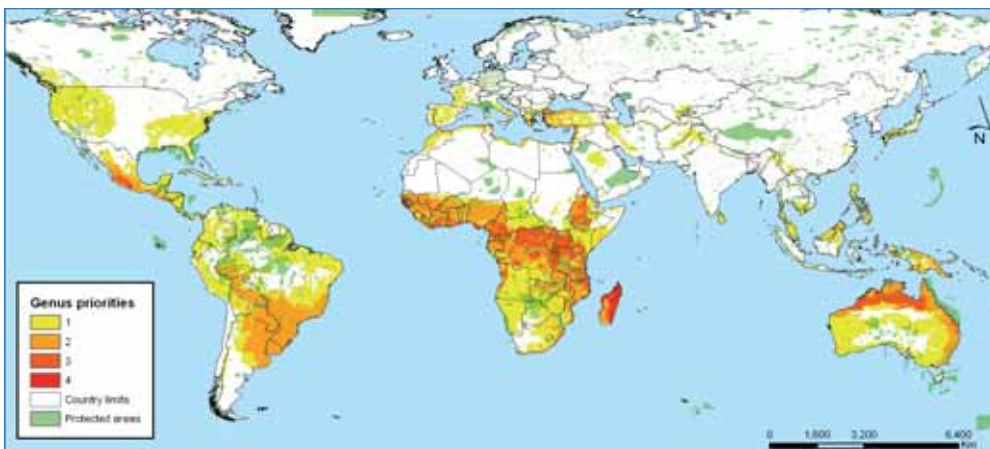 N
Genus priorities
1
2
3
4
Country limits
Protected areas
0 1,600 3,200 6,400
Km